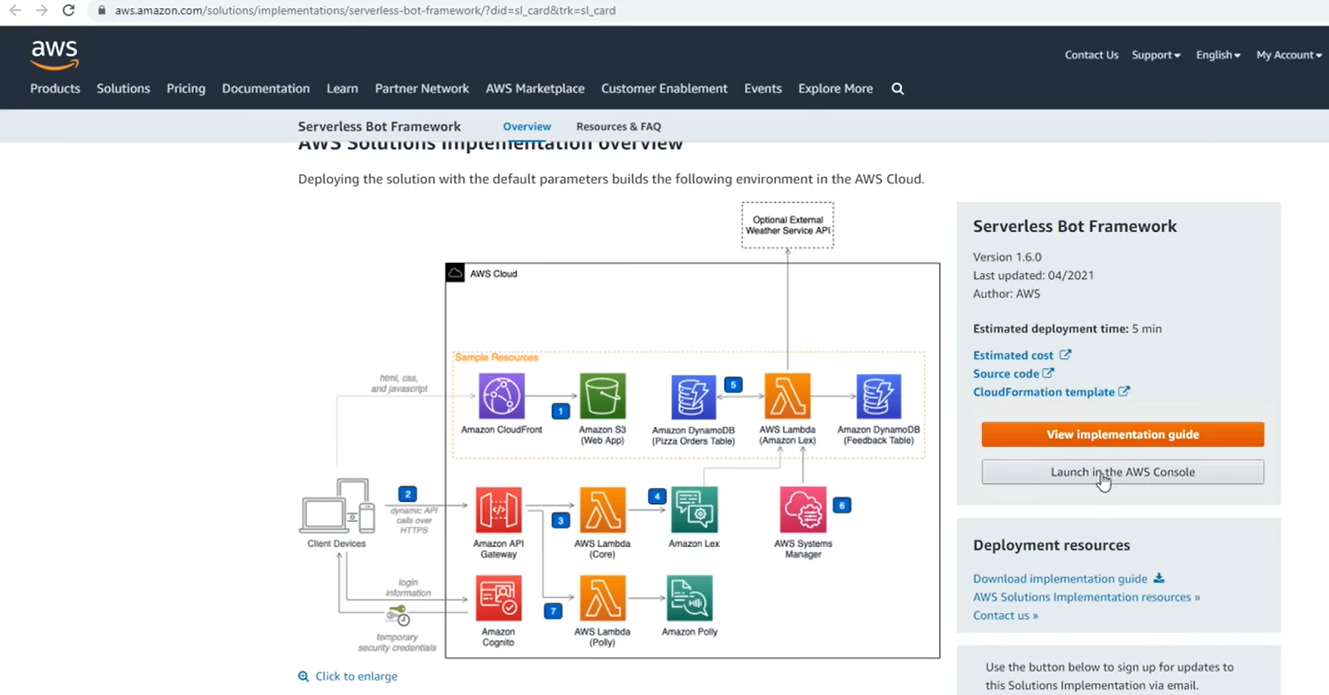 aws.amazon.com/solutions/implementations/serverless-bot-framework/?did=sl_card&trk=sl_card
aws
Contact Us Support English My Account
Products Solutions Pricing Documentation Learn Partner Network AWS Marketplace Customer Enablement Events Explore More
Serverless Bot Framework Overview Resources & FAQ
AWS Solutions Implementation overview
Deploying the solution with the default parameters builds the following environment in the AWS Cloud.
Optional External
Weather Service API
AWS Cloud
Sample Resources
html, css,
and javascript
1
5
Amazon CloudFront
Amazon S3
(Web App)
Amazon DynamoDB
(Pizza Orders Table)
AWS Lambda
(Amazon Lex)
Amazon DynamoDB
(Feedback Table)
2
dynamic API
calls over
HTTPS
3
4
6
Client Devices
Amazon API
Gateway
AWS Lambda
(Core)
Amazon Lex
AWS Systems
Manager
login
information
7
temporary
security credentials
Amazon
Cognito
AWS Lambda
(Polly)
Amazon Polly
Click to enlarge
Serverless Bot Framework
Version 1.6.0
Last updated: 04/2021
Author: AWS
Estimated deployment time: 5 min
Estimated cost
Source code
CloudFormation template
View implementation guide
Launch in the AWS Console
Deployment resources
Download implementation guide
AWS Solutions Implementation resources »
Contact us »
Use the button below to sign up for updates to
this Solutions Implementation via email.